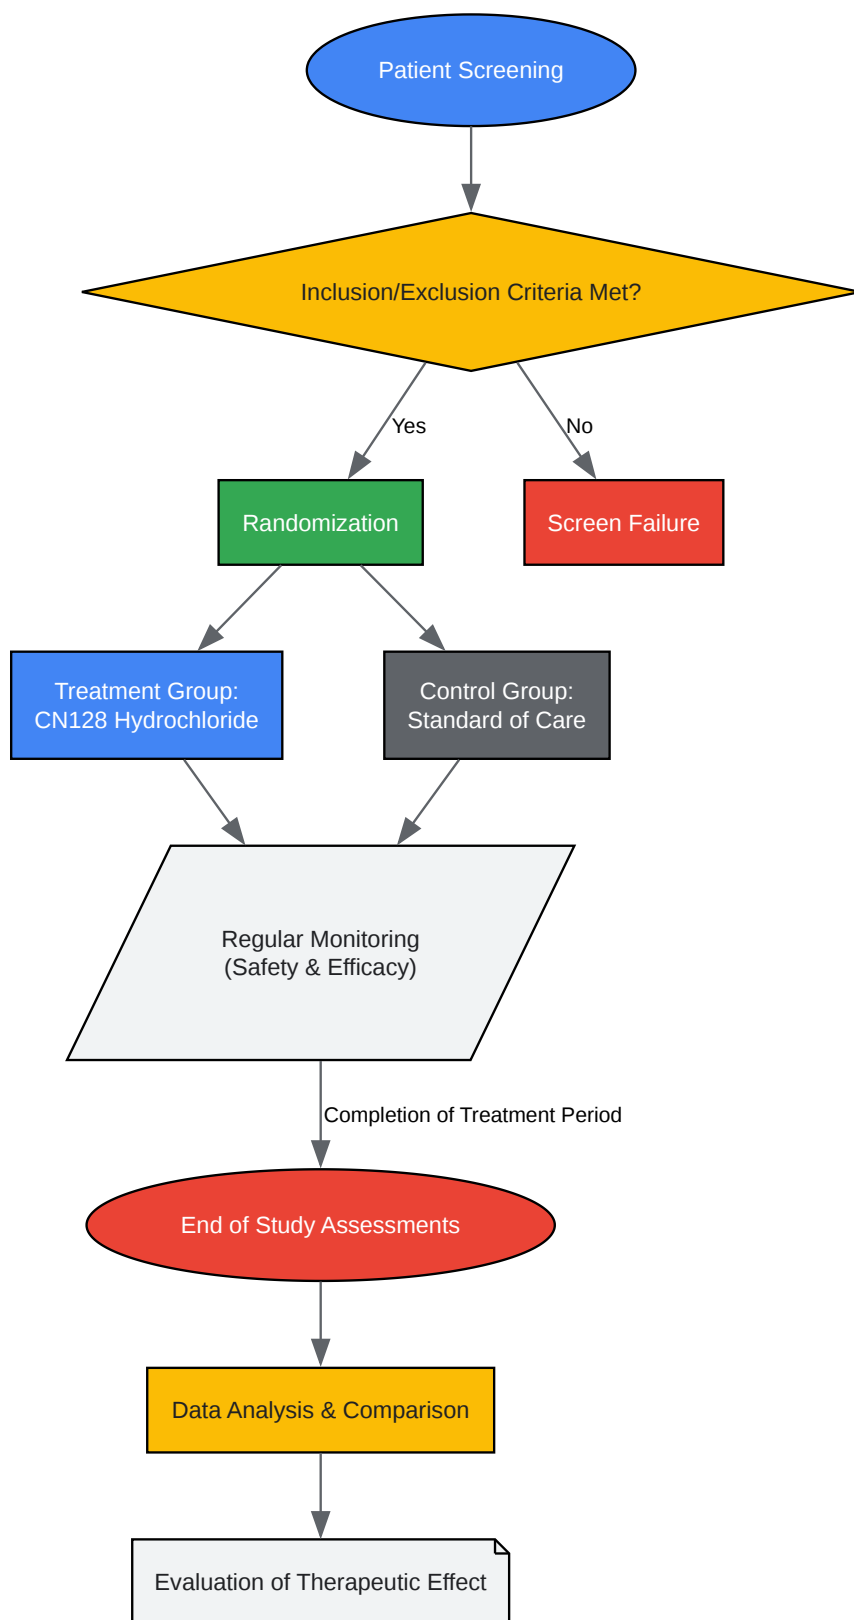 Patient Screening
Inclusion/Exclusion Criteria Met?
Yes
No
Randomization
Screen Failure
Treatment Group:
CN128 Hydrochloride
Control Group:
Standard of Care
Regular Monitoring
(Safety & Efficacy)
Completion of Treatment Period
End of Study Assessments
Data Analysis & Comparison
Evaluation of Therapeutic Effect